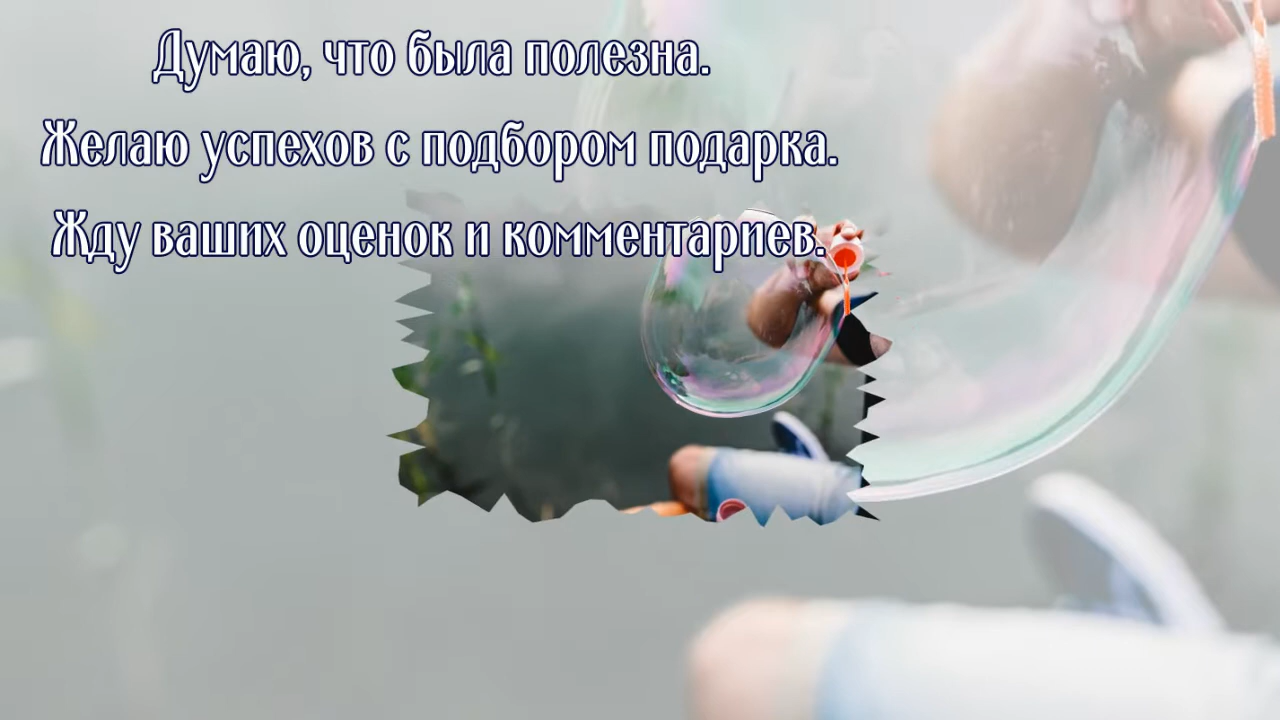 Думаю, что была полезна.
Желаю успехов с подбором подарка.
Жду ваших оценок и комментариев.